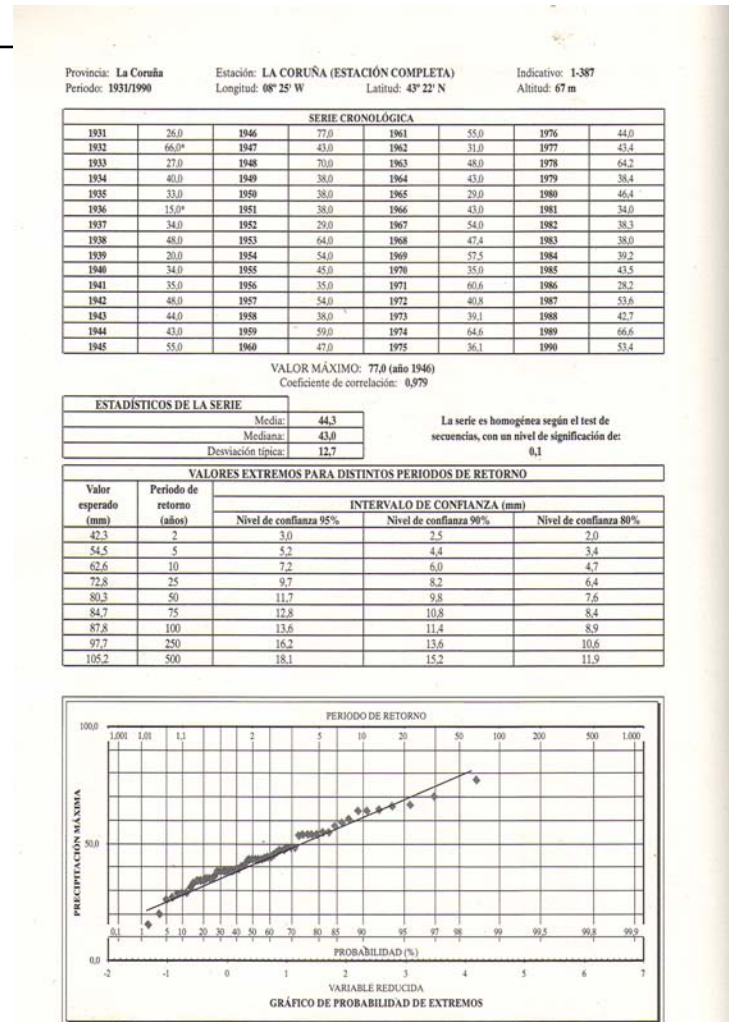 Provincia: La Coruña Estación: LA CORUÑA (ESTACIÓN COMPLETA) Indicativo: 1-387
Periodo: 1931/1990 Longitud: 08º 25' W Latitud: 43º 22' N Altitud: 67 m
SERIE CRONOLÓGICA
1931 26,0 1946 77,0 1961 55,0 1976 44,0
1932 66,0* 1947 43,0 1962 31,0 1977 43,4
1933 27,0 1948 70,0 1963 48,0 1978 64,2
1934 40,0 1949 38,0 1964 43,0 1979 38,4
1935 33,0 1950 38,0 1965 29,0 1980 46,4
1936 15,0* 1951 38,0 1966 43,0 1981 34,0
1937 34,0 1952 29,0 1967 54,0 1982 38,3
1938 48,0 1953 64,0 1968 47,4 1983 38,0
1939 20,0 1954 54,0 1969 57,5 1984 39,2
1940 34,0 1955 45,0 1970 35,0 1985 43,5
1941 35,0 1956 35,0 1971 60,6 1986 28,2
1942 48,0 1957 54,0 1972 40,8 1987 53,6
1943 44,0 1958 38,0 1973 39,1 1988 42,7
1944 43,0 1959 59,0 1974 64,6 1989 66,6
1945 55,0 1960 47,0 1975 36,1 1990 53,4
VALOR MÁXIMO: 77,0 (año 1946)
Coeficiente de correlación: 0,979
ESTADÍSTICOS DE LA SERIE
Media: 44,3
Mediana: 43,0
Desviación típica: 12,7
La serie es homogénea según el test de
secuencias, con un nivel de significación de:
0,1
VALORES EXTREMOS PARA DISTINTOS PERIODOS DE RETORNO
Valor Periodo de
esperado retorno INTERVALO DE CONFIANZA (mm)
(mm) (años) Nivel de confianza 95% Nivel de confianza 90% Nivel de confianza 80%
42,3 2 3,0 2,5 2,0
54,5 5 5,2 4,4 3,4
62,6 10 7,2 6,0 4,7
72,8 25 9,7 8,2 6,4
80,3 50 11,7 9,8 7,6
84,7 75 12,8 10,8 8,4
87,8 100 13,6 11,4 8,9
97,7 250 16,2 13,6 10,6
105,2 500 18,1 15,2 11,9
PERIODO DE RETORNO
100,0
1,001 1,01 1,1 2 5 10 20 50 100 200 500 1.000
PRECIPITACIÓN MÁXIMA
50,0
0,1 1 5 10 20 30 40 50 60 70 80 85 90 95 97 98 99 99,5 99,8 99,9
PROBABILIDAD (%)
0,0
-2 -1 0 1 2 3 4 5 6 7
VARIABLE REDUCIDA
GRÁFICO DE PROBABILIDAD DE EXTREMOS